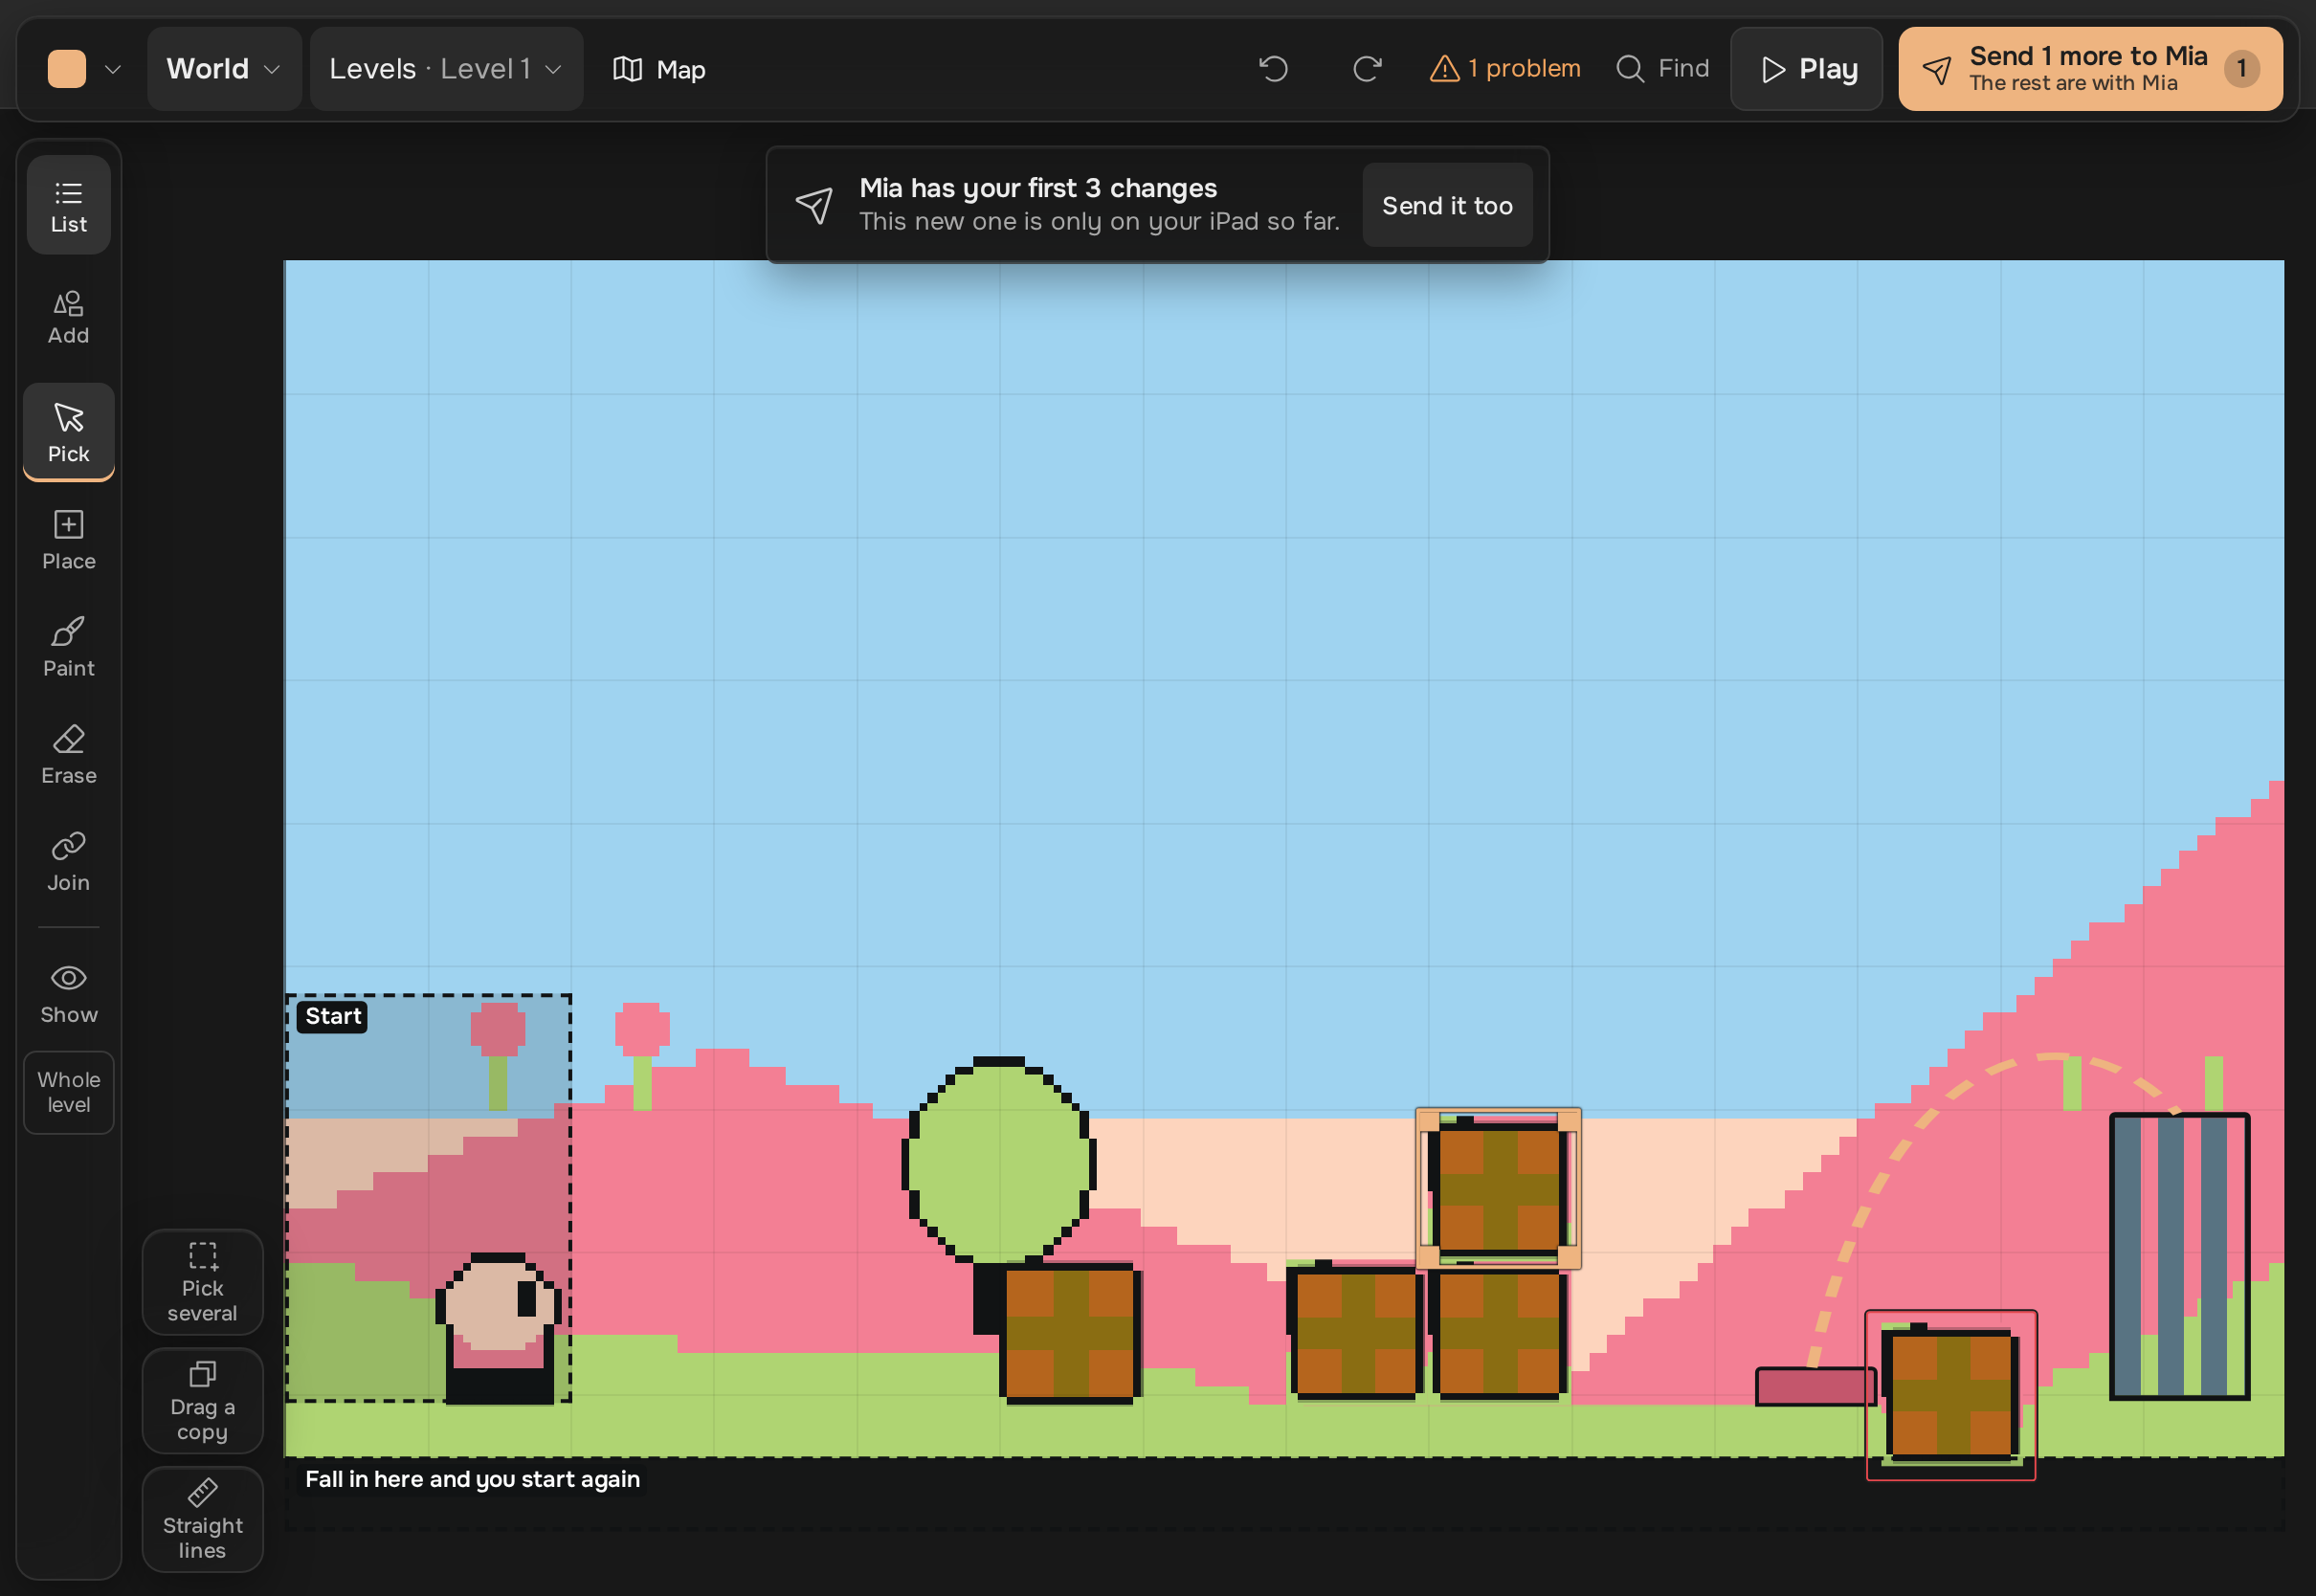 World
Levels · Level 1
Map
1 problem
Find
Play
Send 1 more to Mia
The rest are with Mia
1
List
Add
Pick
Place
Paint
Erase
Join
Show
Whole
level
Mia has your first 3 changes
This new one is only on your iPad so far.
Send it too
Start
Pick
several
Drag a
copy
Straight
lines
Fall in here and you start again